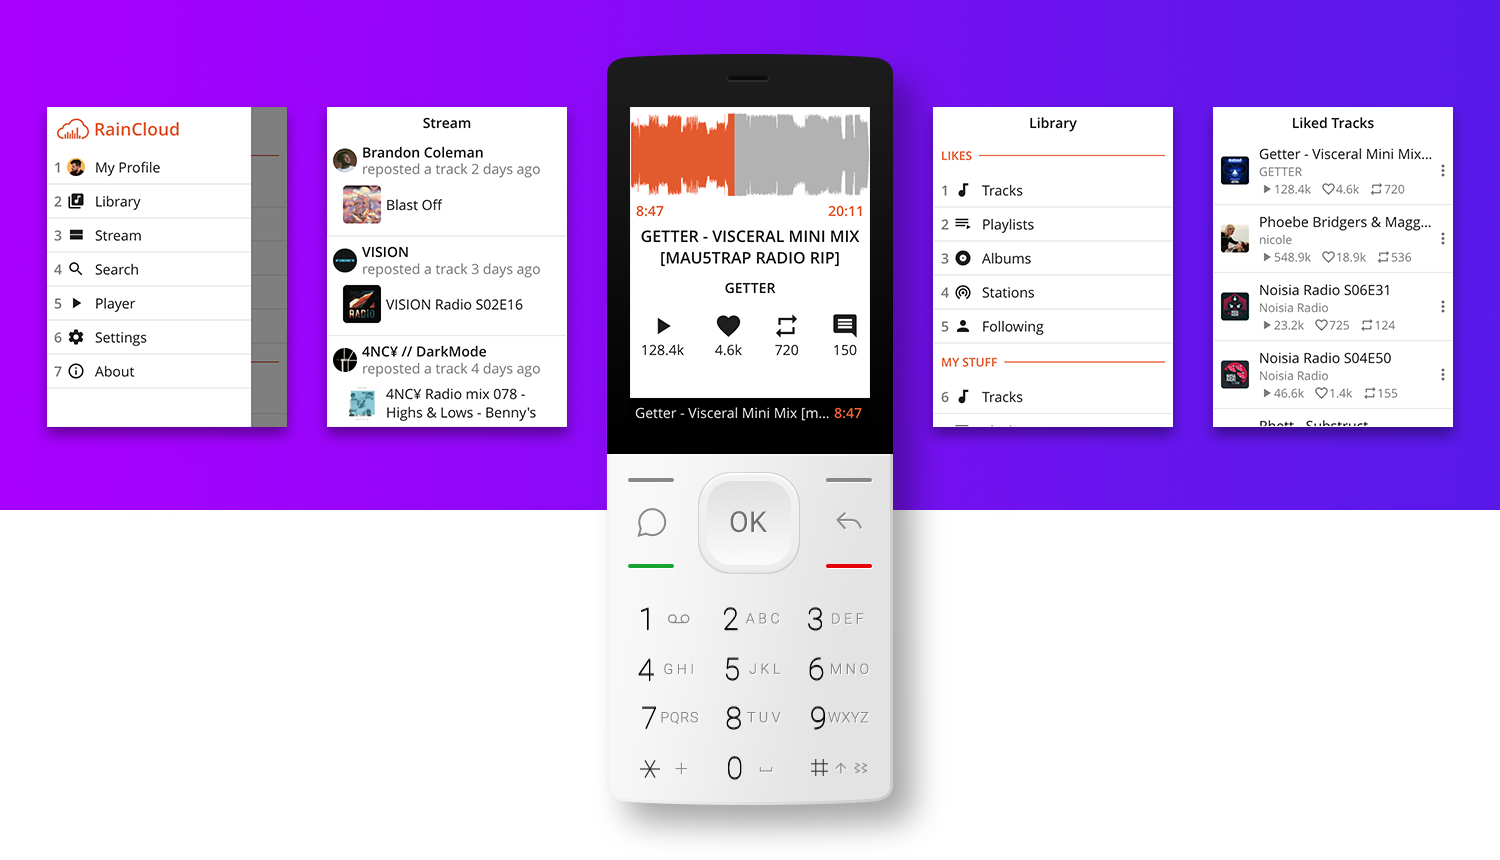 RainCloud
1 My Profile
2 Library
3 Stream
4 Search
5 Player
6 Settings
7 About
Stream
Brandon Coleman
reposted a track 2 days ago
Blast Off
VISION
reposted a track 3 days ago
VISION Radio S02E16
4NC¥ // DarkMode
reposted a track 4 days ago
4NC¥ Radio mix 078 -
Highs & Lows - Benny's
8:47 20:11
GETTER - VISCERAL MINI MIX
[MAU5TRAP RADIO RIP]
GETTER
128.4k 4.6k 720 150
Getter - Visceral Mini Mix [m... 8:47
OK
1 2 ABC 3 DEF
4 GHI 5 JKL 6 MNO
7 PQRS 8 TUV 9 WXYZ
* + 0 #
Library
LIKES
1 Tracks
2 Playlists
3 Albums
4 Stations
5 Following
MY STUFF
6 Tracks
Liked Tracks
Getter - Visceral Mini Mix...
GETTER
128.4k 4.6k 720
Phoebe Bridgers & Magg...
nicole
548.9k 18.9k 536
Noisia Radio S06E31
Noisia Radio
23.2k 725 124
Noisia Radio S04E50
Noisia Radio
46.6k 1.4k 155